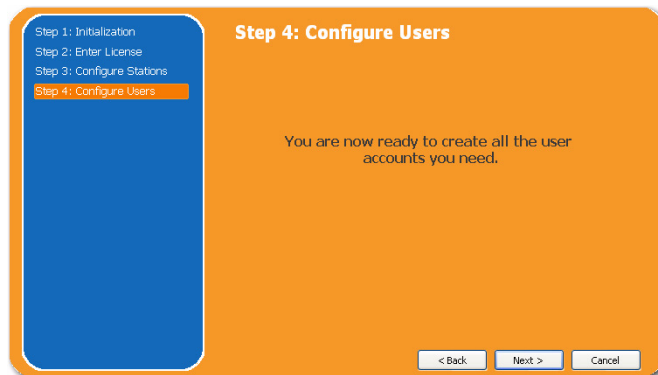 Step 1: Initialization
Step 2: Enter License
Step 3: Configure Stations
Step 4: Configure Users
Step 4: Configure Users
You are now ready to create all the user
accounts you need.
< Back
Next >
Cancel